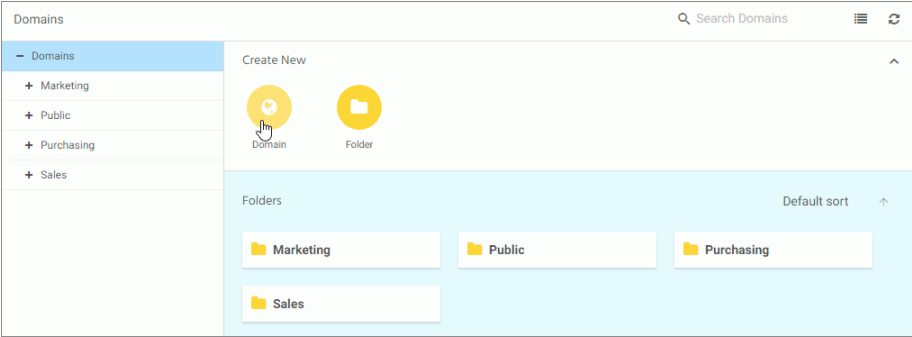 Domains
Search Domains
Domains
Marketing
Public
Purchasing
Sales
Create New
Domain
Folder
Folders
Default sort
Marketing
Public
Purchasing
Sales